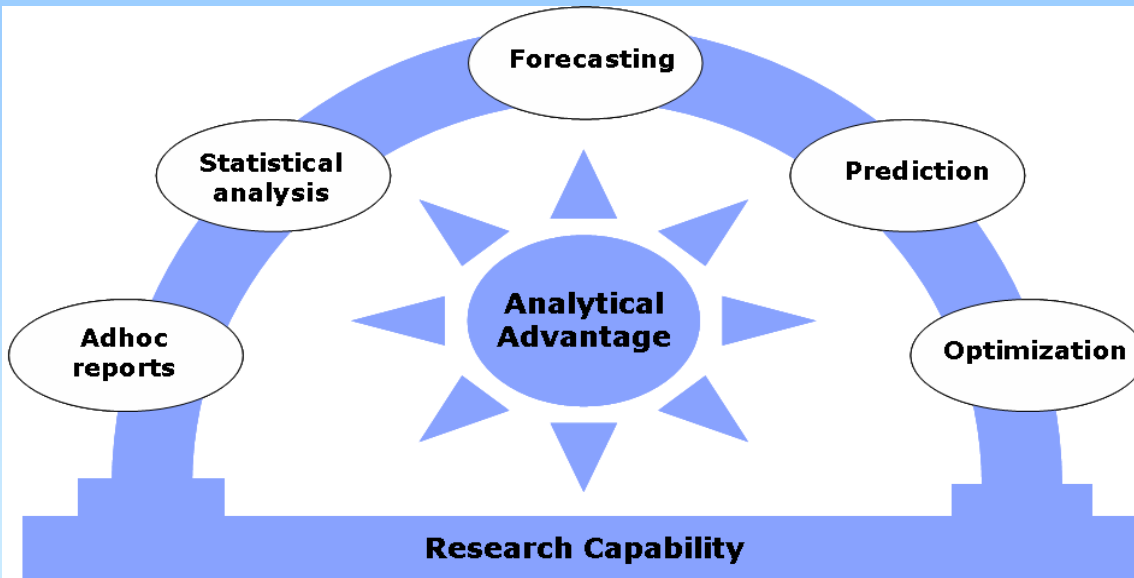 Forecasting
Statistical
analysis
Prediction
Adhoc
reports
Analytical
Advantage
Optimization
Research Capability